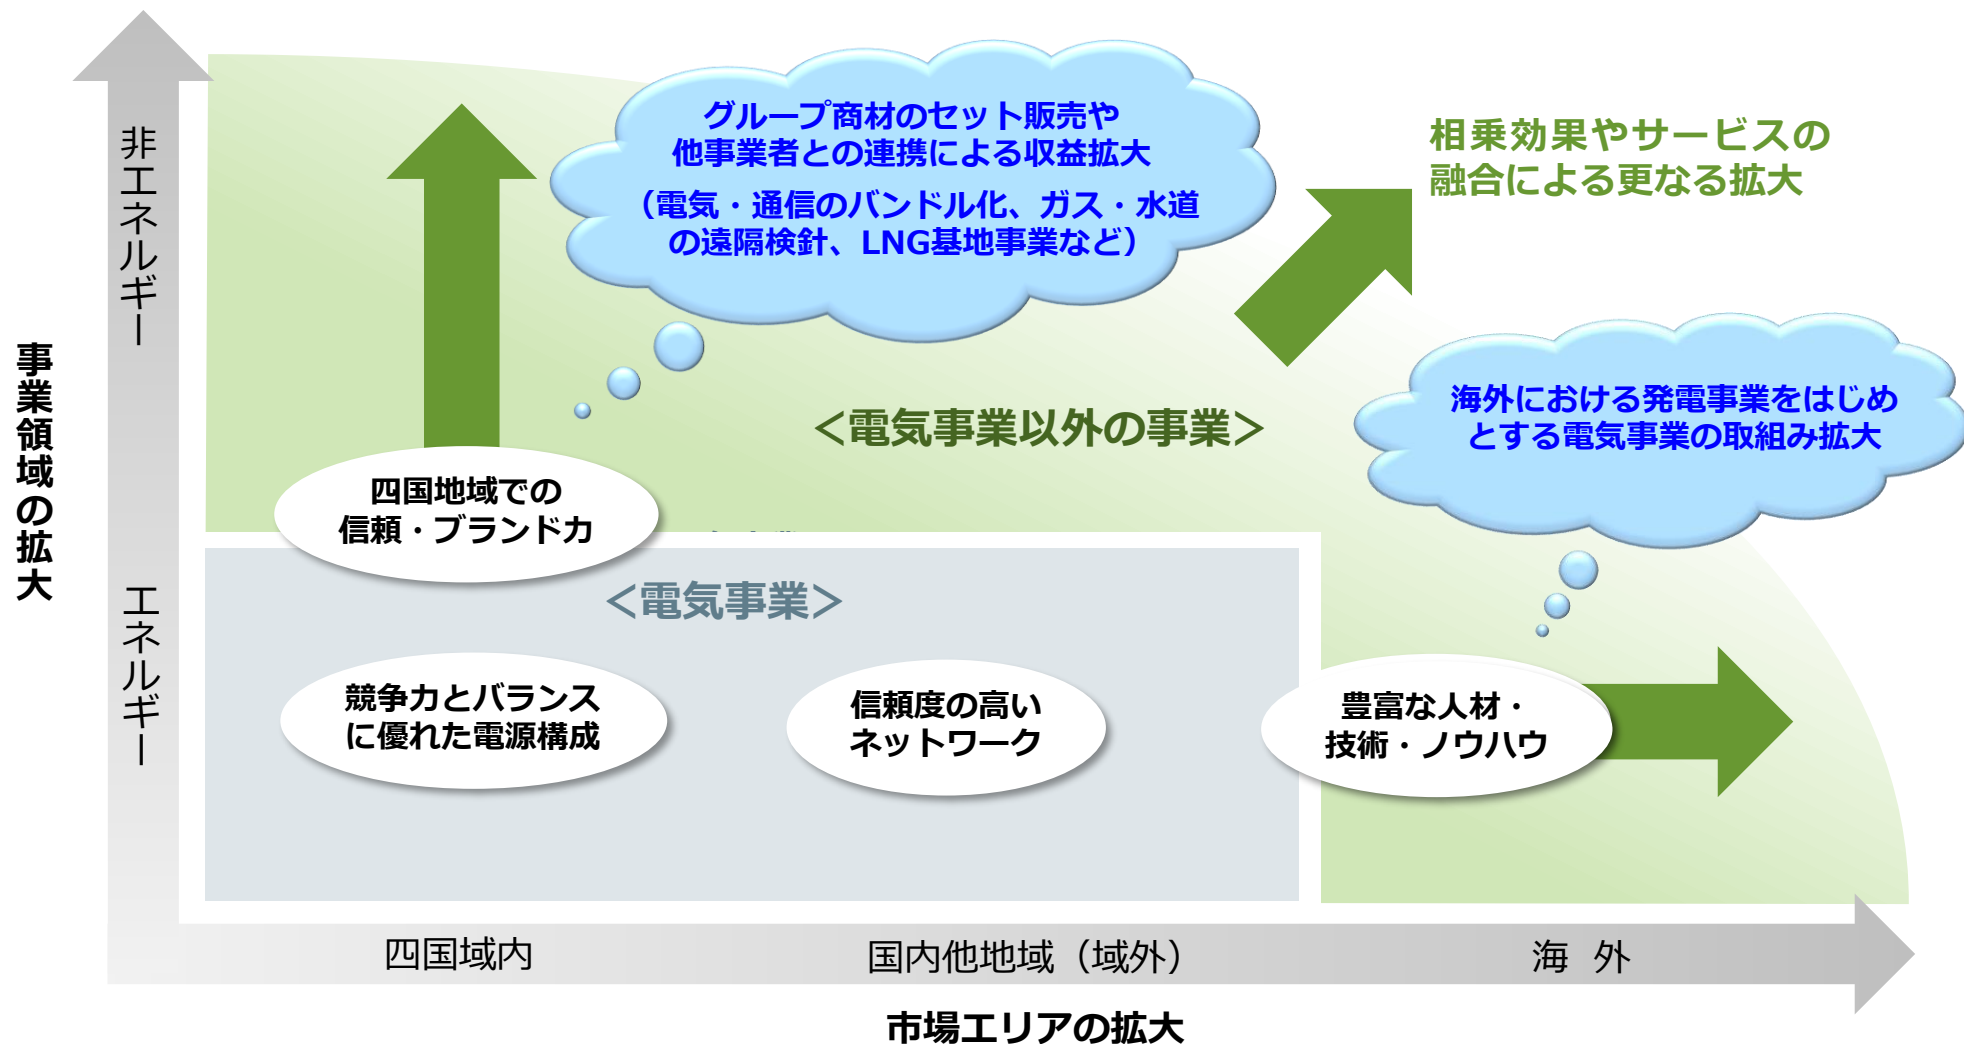 非エネルギー
エネルギー
事業領域の拡大
グループ商材のセット販売や
他事業者との連携による収益拡大
（電気・通信のバンドル化、ガス・水道
の遠隔検針、LNG基地事業など）
相乗効果やサービスの
融合による更なる拡大
＜電気事業以外の事業＞
海外における発電事業をはじめ
とする電気事業の取組み拡大
四国地域での
信頼・ブランド力
＜電気事業＞
競争力とバランス
に優れた電源構成
信頼度の高い
ネットワーク
豊富な人材・
技術・ノウハウ
四国域内
国内他地域（域外）
海 外
市場エリアの拡大